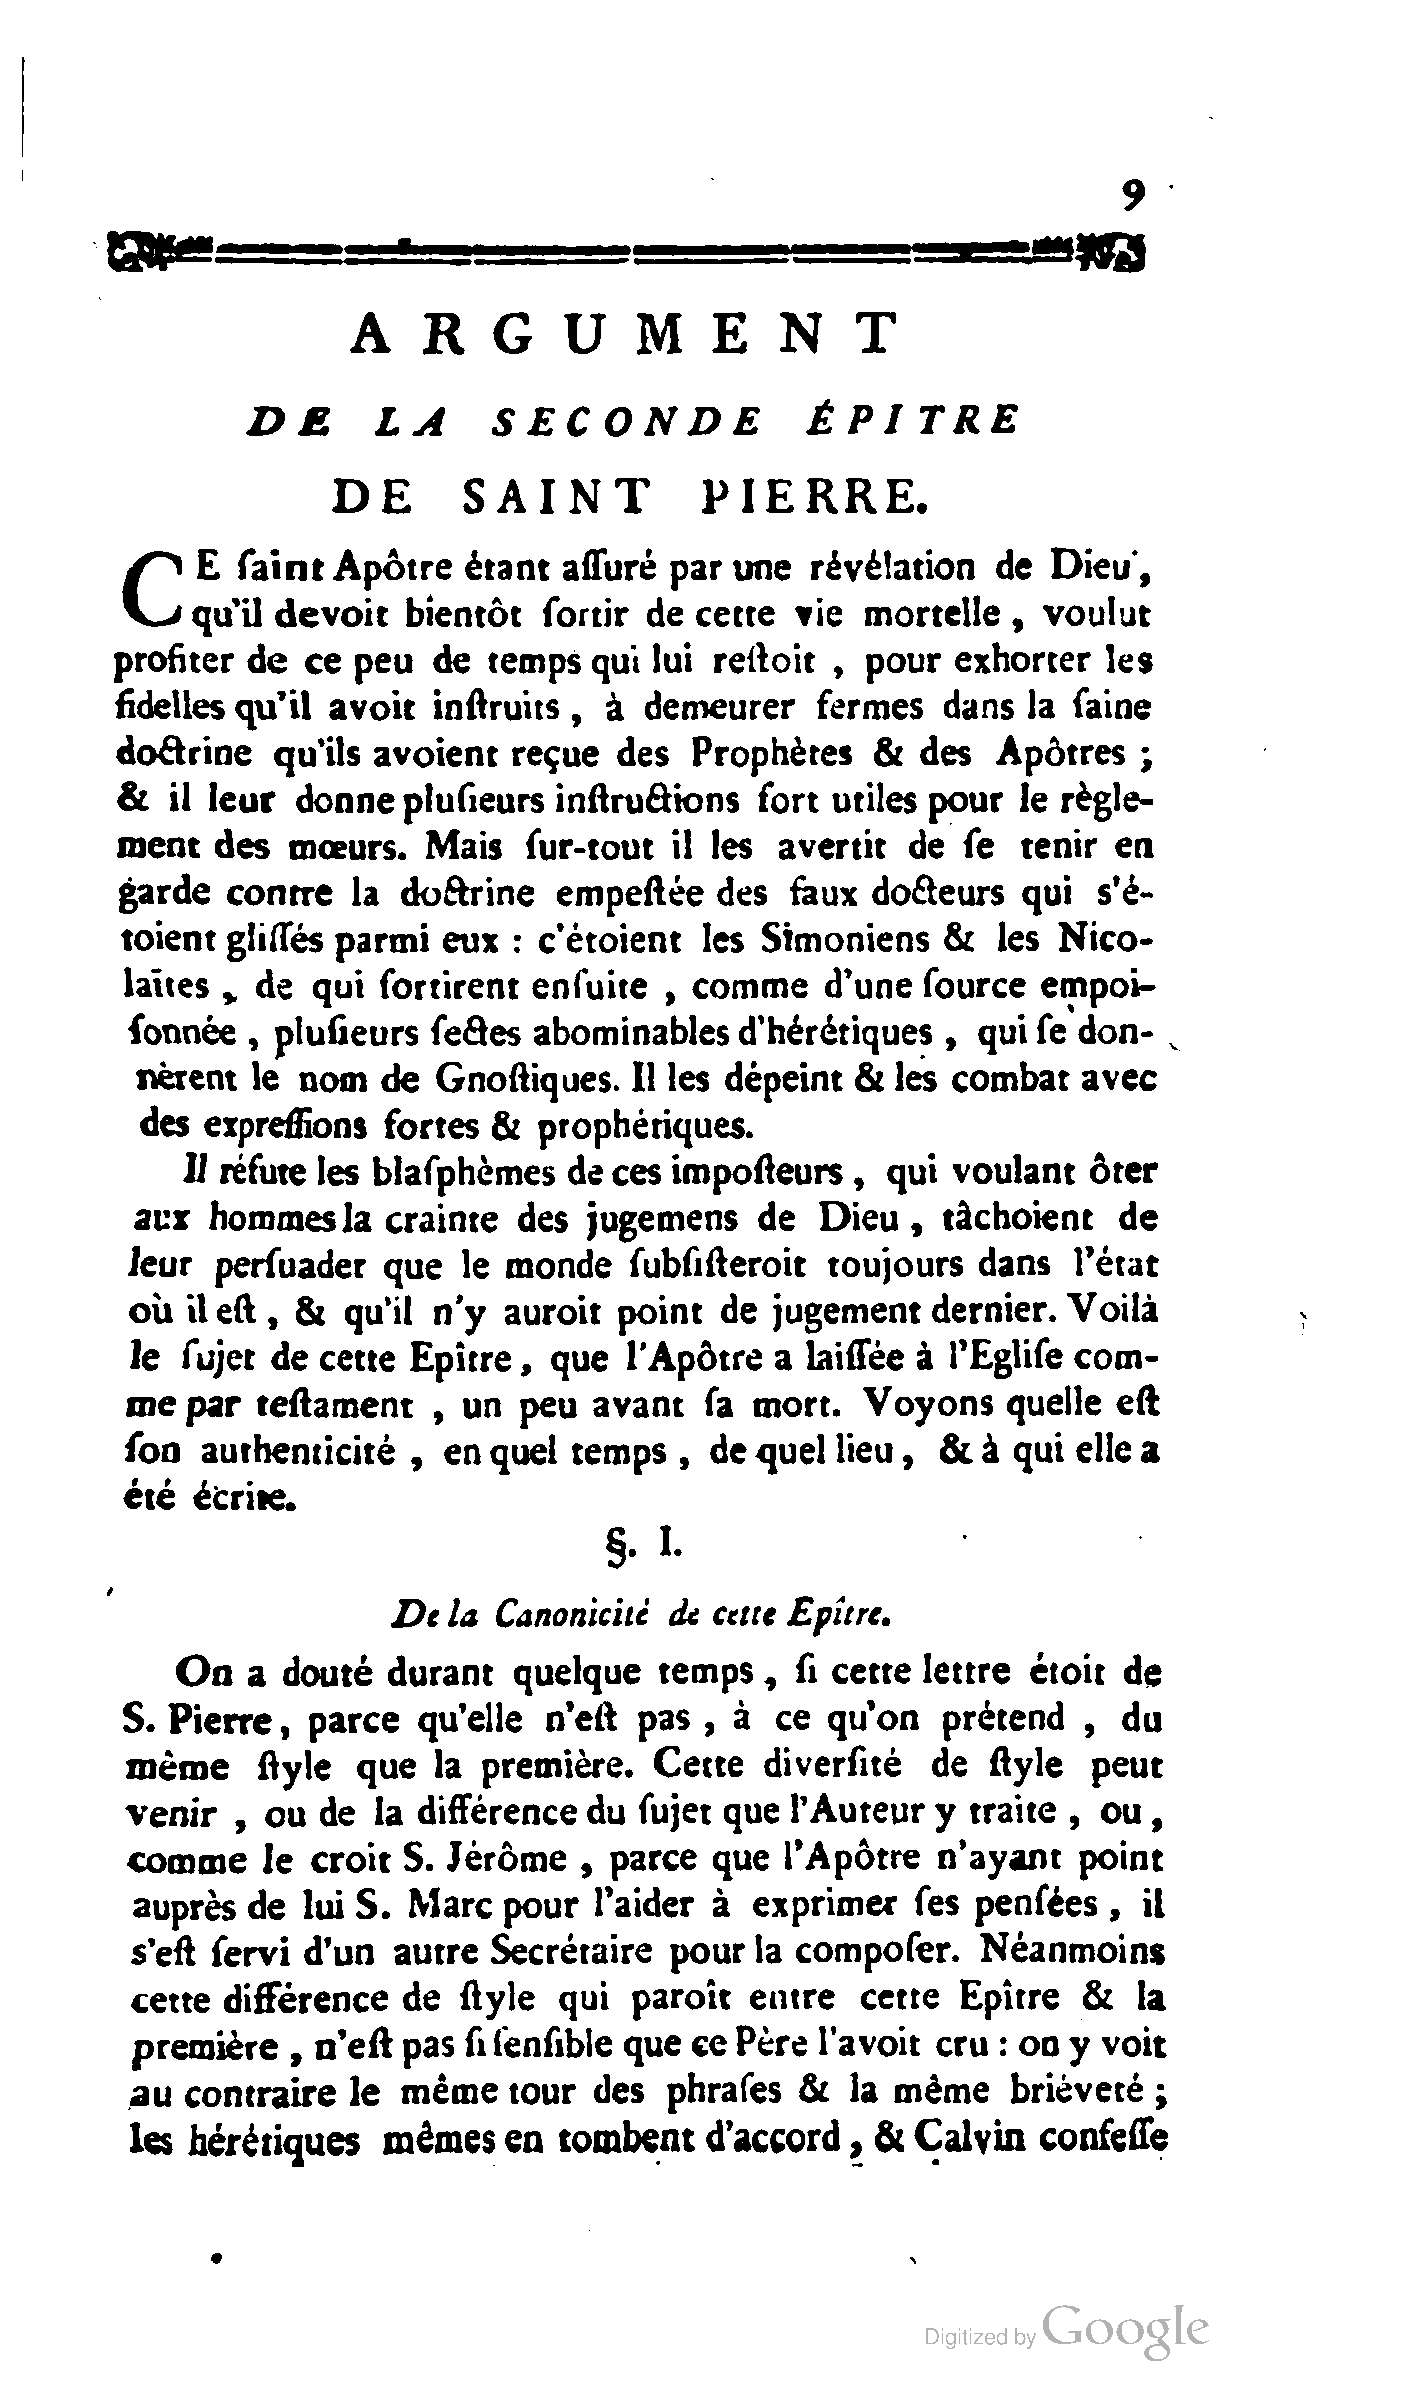 9
ARGUMENT
DE LA SECONDE ÉPITRE
DE SAINT PIERRE.
CE ſaint Apôtre étant aſſuré par une révélation de Dieu,
qu'il devoit bientôt ſortir de cette vie mortelle, voulut
profiter de ce peu de temps qui lui reſtoit, pour exhorter les
fidelles qu'il avoit inſtruits, à demeurer fermes dans la ſaine
doctrine qu'ils avoient reçue des Prophètes & des Apôtres ;
& il leur donne pluſieurs inſtructions fort utiles pour le règle-
ment des mœurs. Mais ſur-tout il les avertit de ſe tenir en
garde contre la doctrine empeſtée des faux docteurs qui s'é-
toient gliſſés parmi eux : c'étoient les Simoniens & les Nico-
laïtes, de qui ſortirent enſuite, comme d'une ſource empoi-
ſonnée, pluſieurs ſectes abominables d'hérétiques, qui ſe don-
nèrent le nom de Gnoſtiques. Il les dépeint & les combat avec
des expreſſions fortes & prophétiques.
Il réfute les blaſphèmes de ces impoſteurs, qui voulant ôter
aux hommes la crainte des jugemens de Dieu, tâchoient de
leur perſuader que le monde ſubſiſteroit toujours dans l'état
où il eſt, & qu'il n'y auroit point de jugement dernier. Voilà
le ſujet de cette Epître, que l'Apôtre a laiſſée à l'Egliſe com-
me par teſtament, un peu avant ſa mort. Voyons quelle eſt
ſon authenticité, en quel temps, de quel lieu, & à qui elle a
été écrite.
§. I.
De la Canonicité de cette Epître.
On a douté durant quelque temps, ſi cette lettre étoit de
S. Pierre, parce qu'elle n'eſt pas, à ce qu'on prétend, du
même ſtyle que la première. Cette diverſité de ſtyle peut
venir, ou de la différence du ſujet que l'Auteur y traite, ou,
comme le croit S. Jérôme, parce que l'Apôtre n'ayant point
auprès de lui S. Marc pour l'aider à exprimer ſes penſées, il
s'eſt ſervi d'un autre Secrétaire pour la compoſer. Néanmoins
cette différence de ſtyle qui paroît entre cette Epître & la
première, n'eſt pas ſi ſenſible que ce Père l'avoit cru : on y voit
au contraire le même tour des phraſes & la même briéveté ;
les hérétiques mêmes en tombent d'accord, & Calvin confeſſe
Digitized by Google